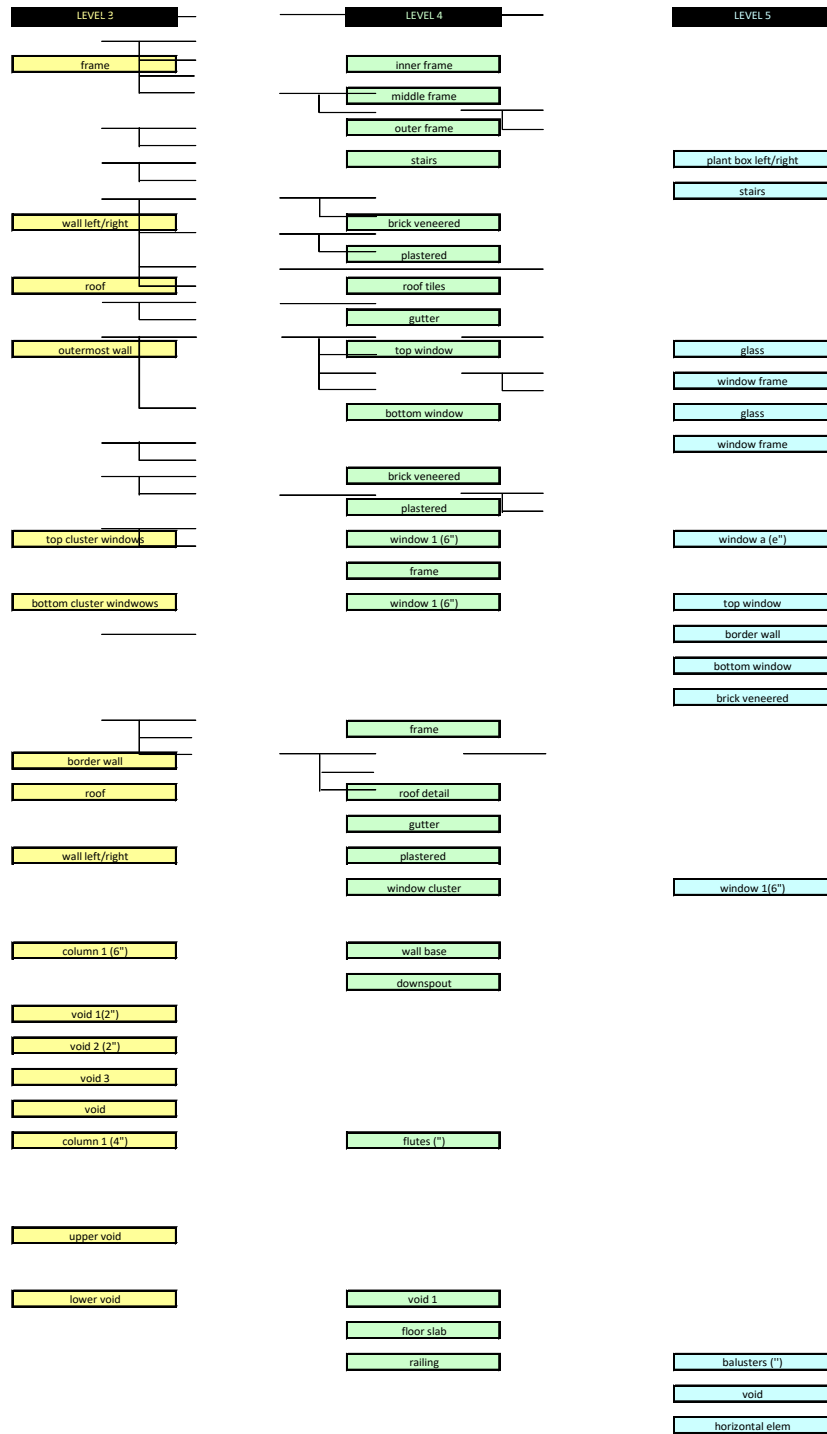 LEVEL 3 LEVEL 4 LEVEL 5
frame inner frame
middle frame
outer frame
stairs plant box left/right
stairs
wall left/right brick veneered
plastered
roof roof tiles
gutter
outermost wall top window glass
window frame
bottom window glass
window frame
brick veneered
plastered
top cluster windows window 1 (6") window a (e")
frame
bottom cluster windwows window 1 (6") top window
border wall
bottom window
brick veneered
frame
border wall
roof roof detail
gutter
wall left/right plastered
window cluster window 1(6")
column 1 (6") wall base
downspout
void 1(2")
void 2 (2")
void 3
void
column 1 (4") flutes (")
upper void
lower void void 1
floor slab
railing balusters ('')
void
horizontal elem